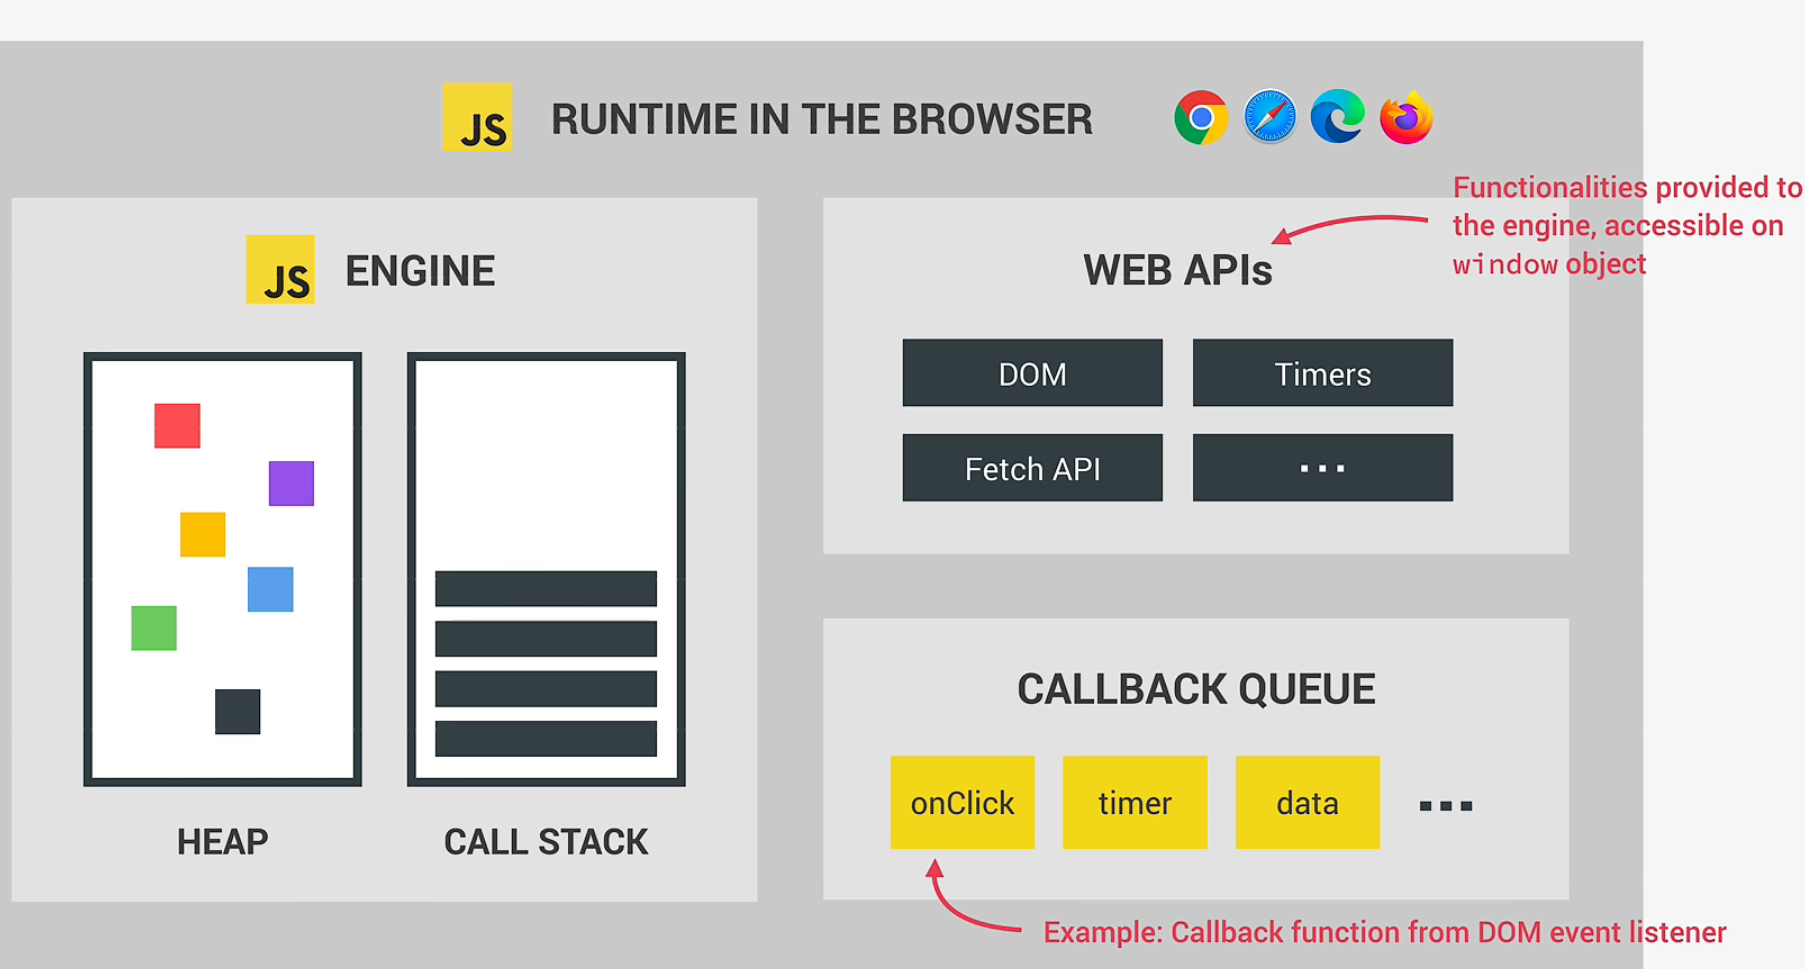 JS RUNTIME IN THE BROWSER
Functionalities provided to
the engine, accessible on
window object
JS ENGINE
HEAP
CALL STACK
WEB APIs
DOM
Timers
Fetch API
...
CALLBACK QUEUE
onClick
timer
data
...
Example: Callback function from DOM event listener